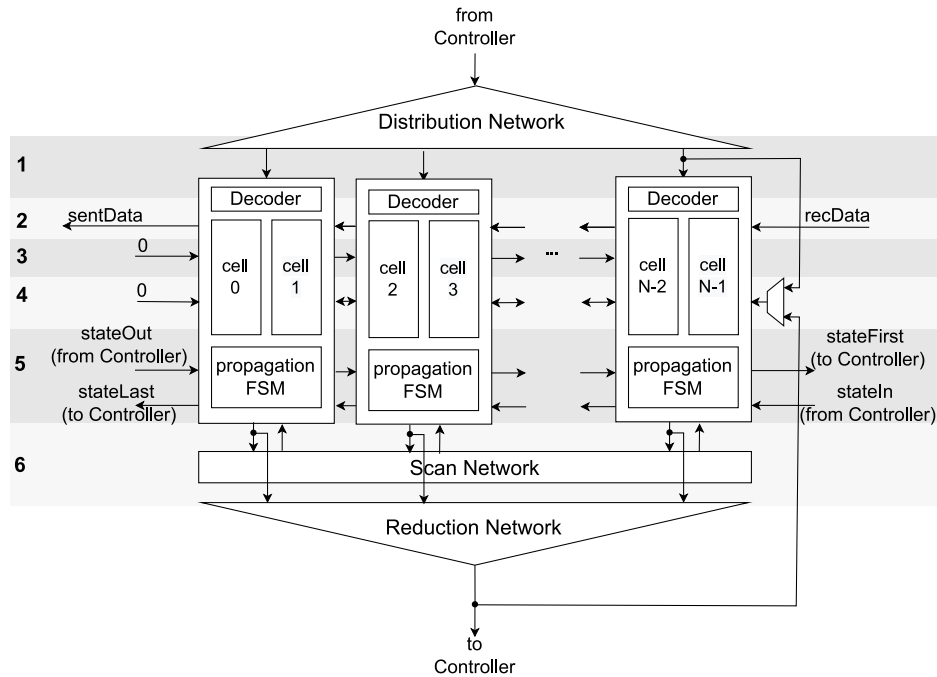 from
Controller
Distribution Network
1
Decoder
Decoder
Decoder
2
sentData
recData
3
0
cell
0
cell
1
cell
2
cell
3
...
cell
N-2
cell
N-1
4
0
5
stateOut
(from Controller)
stateFirst
(to Controller)
propagation
FSM
propagation
FSM
propagation
FSM
stateLast
(to Controller)
stateIn
(from Controller)
6
Scan Network
Reduction Network
to
Controller